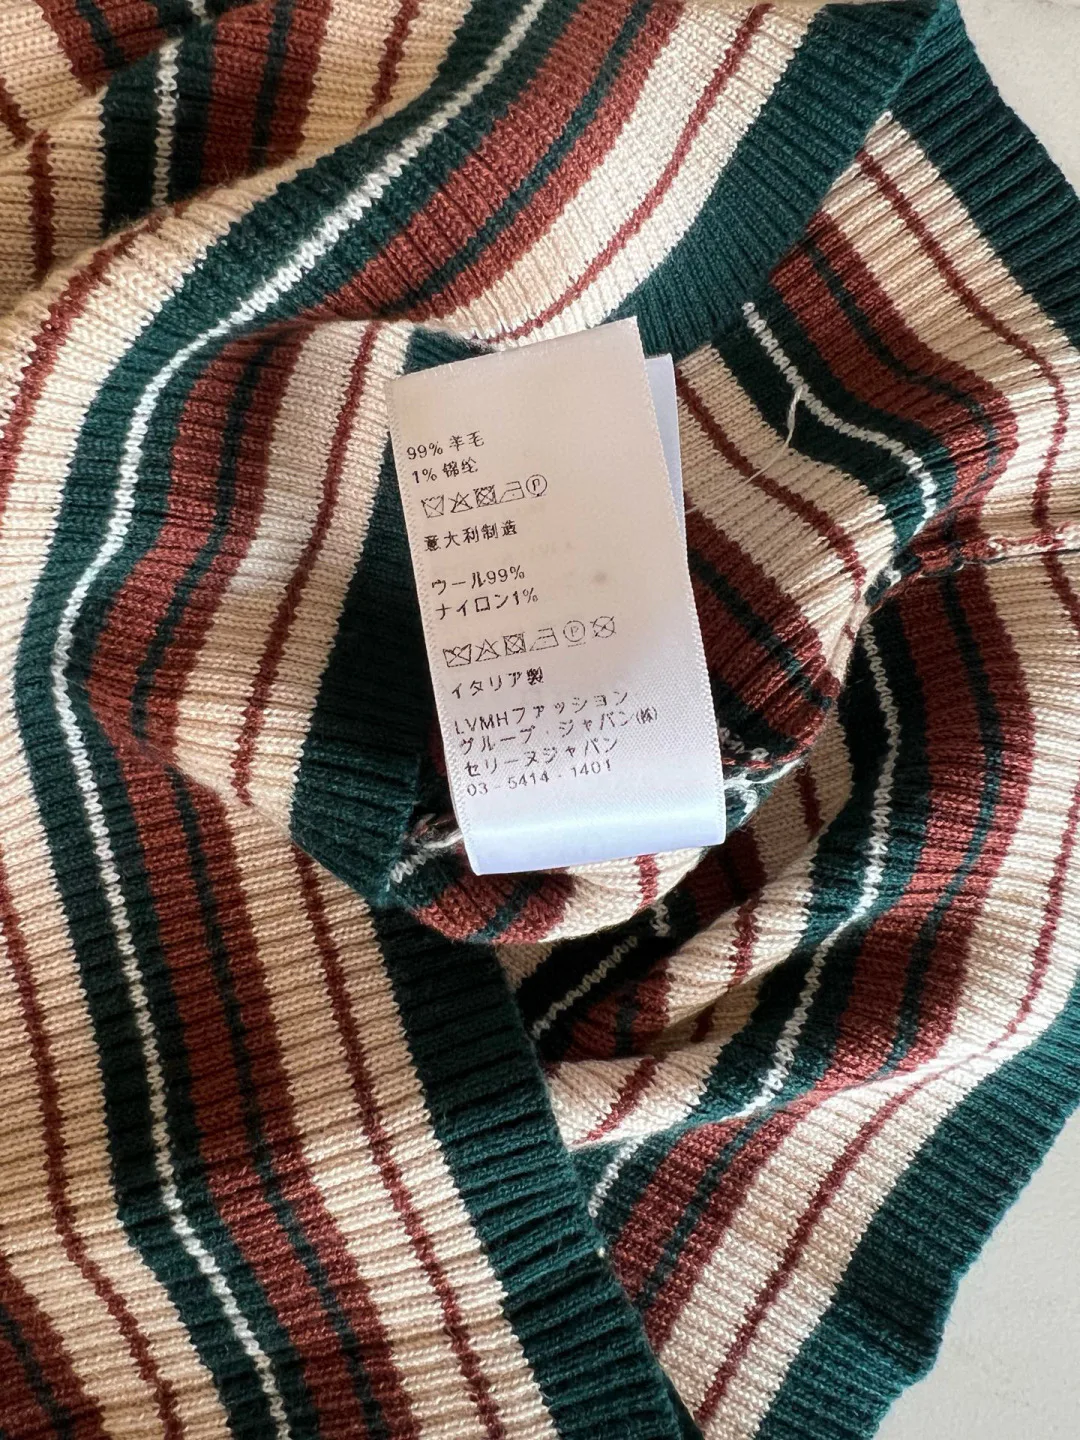 99% 羊毛
1% 锦纶
P
意大利制造
ウール99%
ナイロン1%
P
イタリア製
LVMHファッション
グループ・ジャパン㈱
セリーヌジャパン
03 - 5414 - 1401